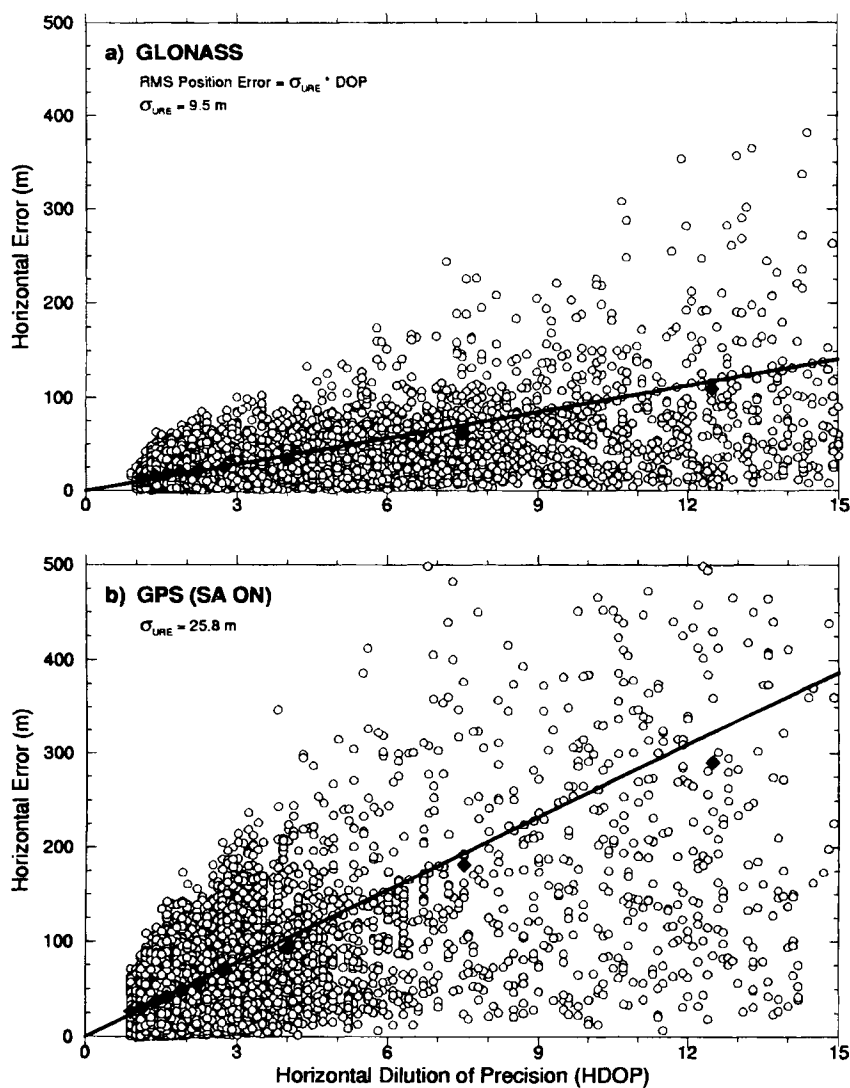 500
400
300
200
100
0
Horizontal Error (m)
a) GLONASS
RMS Position Error = σURE * DOP
σURE = 9.5 m
0 3 6 9 12 15
500
400
300
200
100
0
Horizontal Error (m)
b) GPS (SA ON)
σURE = 25.8 m
0 3 6 9 12 15
Horizontal Dilution of Precision (HDOP)